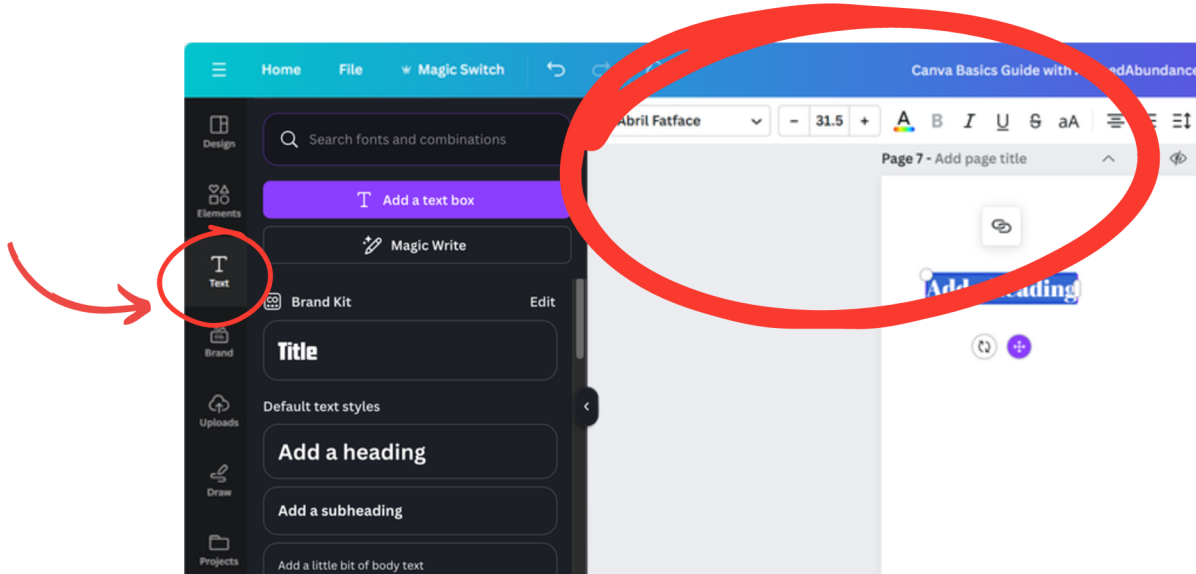 Home File Magic Switch Canva Basics Guide with
Design
Search fonts and combinations
Abril Fatface - 31.5 + A B I U S aA
Page 7 - Add page title
Add a text box
Elements
Magic Write
T
Text
Brand Kit Edit
Add heading
Title
Brand
Default text styles
Uploads
Add a heading
Draw
Add a subheading
Projects
Add a little bit of body text